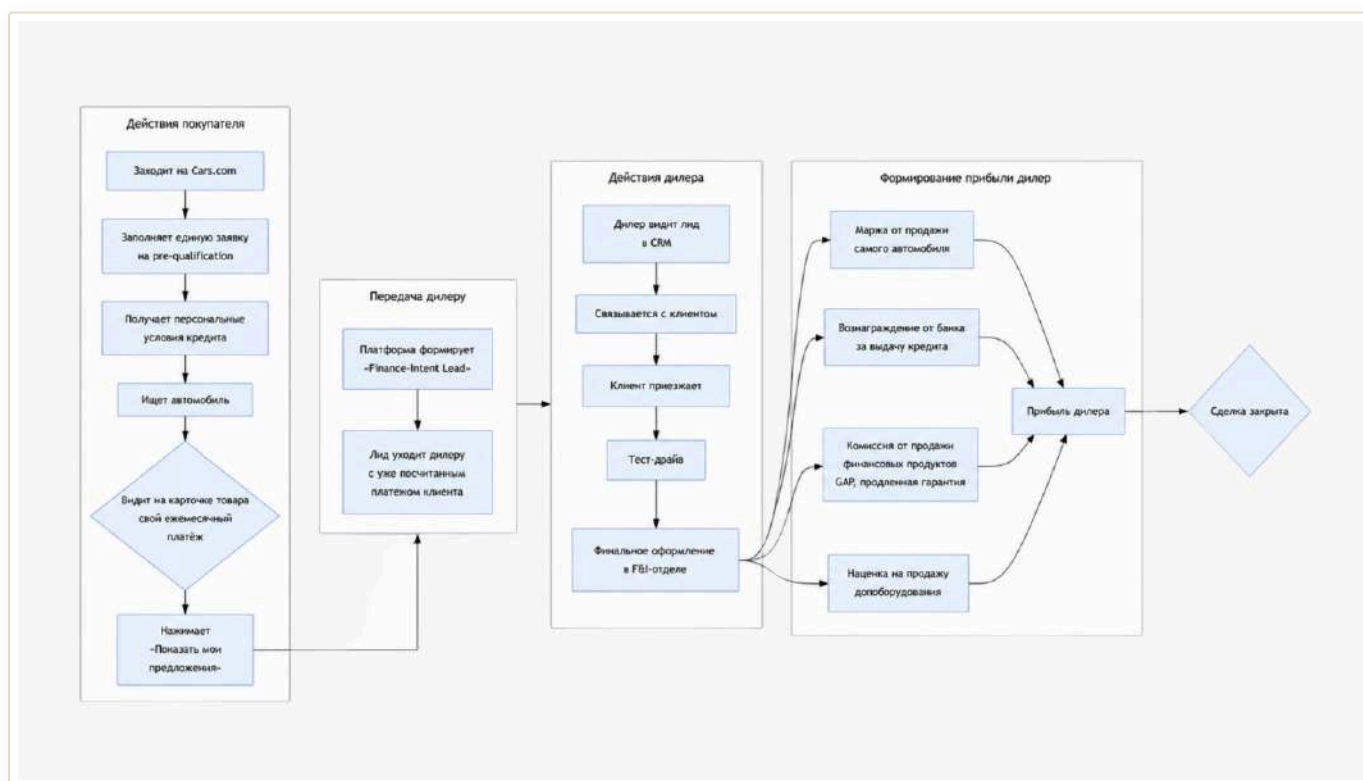 Действия покупателя
Заходит на Cars.com
Заполняет единую заявку
на pre-qualification
Получает персональные
условия кредита
Ищет автомобиль
Видит на карточке товара
свой ежемесячный
платёж
Нажимает
«Показать мои
предложения»
Передача дилеру
Платформа формирует
«Finance-Intent Lead»
Лид уходит дилеру
с уже посчитанным
платежом клиента
Действия дилера
Дилер видит лид
в CRM
Связывается с клиентом
Клиент приезжает
Тест-драйв
Финальное оформление
в F&I-отделе
Формирование прибыли дилер
Маржа от продажи
самого автомобиля
Вознаграждение от банка
за выдачу кредита
Комиссия от продажи
финансовых продуктов
GAP, продленная гарантия
Наценка на продажу
допоборудования
Прибыль дилера
Сделка закрыта